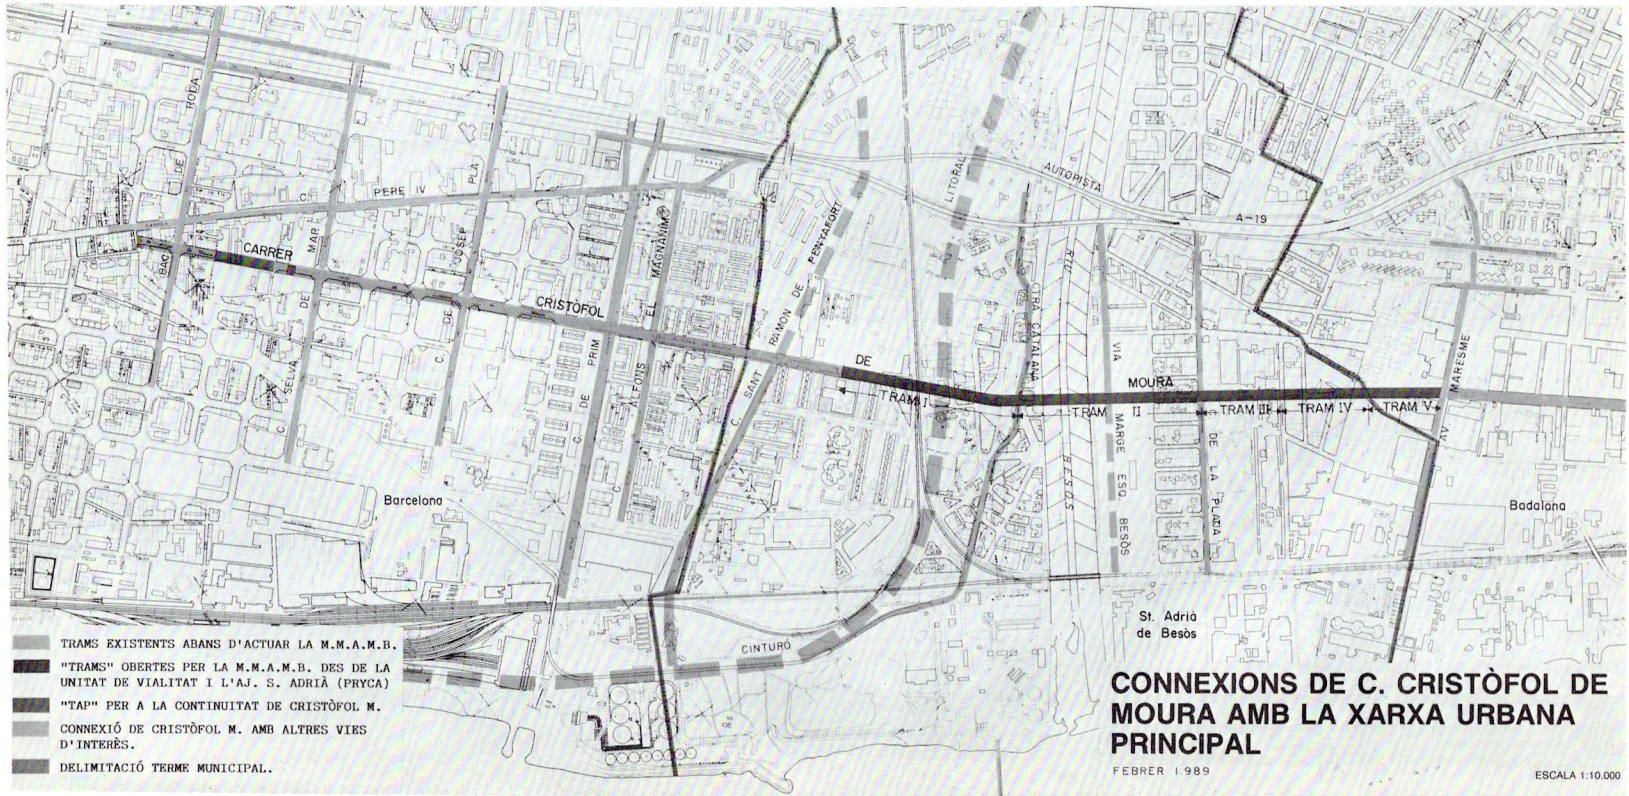 BAC
DE
RODA
C.
PERE IV
CARRER
CRISTÒFOL
DE
MOURA
C.
SELVA
DE
MAR
C.
DE
JOSEP
PLÀ
C.
DE
PRIM
C.
ALFONS
EL
MAGNÀNIM
C.
SANT
RAMON
DE
PENYAFORT
LITORAL
CINTURÓ
AUTOPISTA
A-19
CTRA CATALANA
RIU
BESÒS
VIA
MARGE
ESQ.
BESÒS
C.
DE
LA
PLATJA
AV.
MARESME
TRAM I
TRAM II
TRAM III
TRAM IV
TRAM V
Barcelona
Badalona
St. Adrià
de Besòs
TRAMS EXISTENTS ABANS D'ACTUAR LA M.M.A.M.B.
"TRAMS" OBERTES PER LA M.M.A.M.B. DES DE LA
UNITAT DE VIALITAT I L'AJ. S. ADRIÀ (PRYCA)
"TAP" PER A LA CONTINUITAT DE CRISTÒFOL M.
CONNEXIÓ DE CRISTÒFOL M. AMB ALTRES VIES
D'INTERÈS.
DELIMITACIÓ TERME MUNICIPAL.
CONNEXIONS DE C. CRISTÒFOL DE
MOURA AMB LA XARXA URBANA
PRINCIPAL
FEBRER 1.989
ESCALA 1:10.000